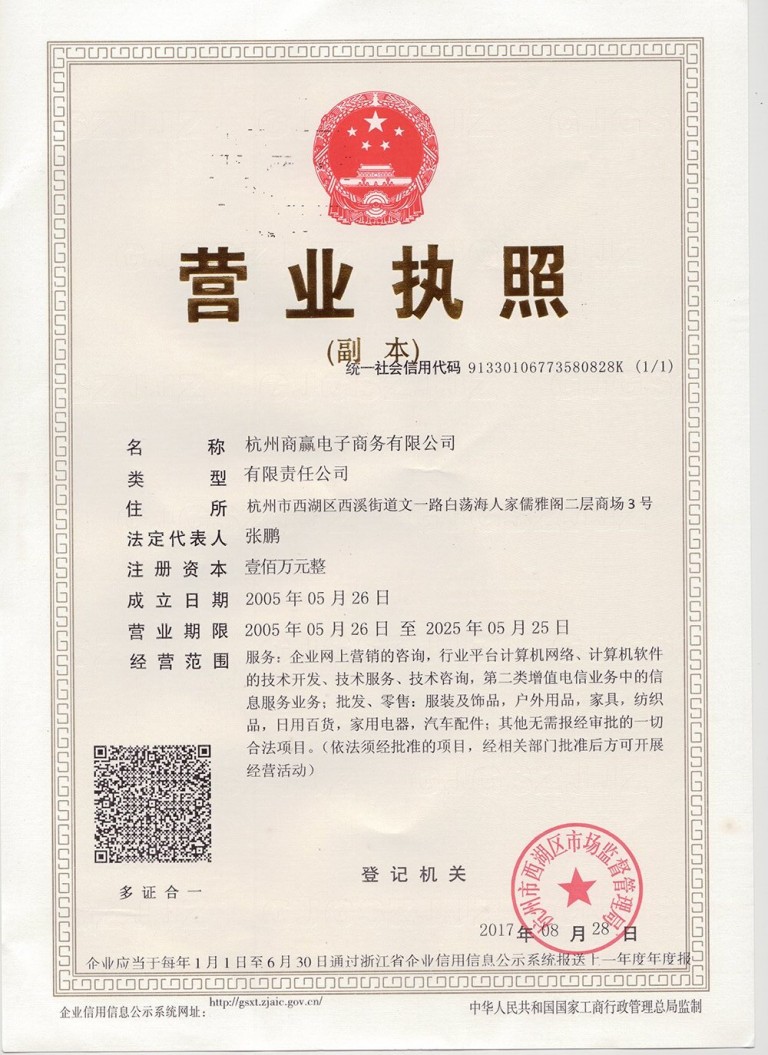 营业执照
(副 本)
统一社会信用代码 91330106773580828K (1/1)
名称 杭州商赢电子商务有限公司
类型 有限责任公司
住所 杭州市西湖区西溪街道文一路白荡海人家儒雅阁二层商场3号
法定代表人 张鹏
注册资本 壹佰万元整
成立日期 2005年05月26日
营业期限 2005年05月26日 至 2025年05月25日
经营范围 服务：企业网上营销的咨询，行业平台计算机网络、计算机软件
的技术开发、技术服务、技术咨询，第二类增值电信业务中的信
息服务业务；批发、零售：服装及饰品，户外用品，家具，纺织
品，日用百货，家用电器，汽车配件；其他无需报经审批的一切
合法项目。（依法须经批准的项目，经相关部门批准后方可开展
经营活动）
多证合一
登记机关
杭州市西湖区市场监督管理局
2017年08月28日
企业应当于每年1月1日至6月30日通过浙江省企业信用信息公示系统报送上一年度年度报
企业信用信息公示系统网址： http://gsxt.zjaic.gov.cn/
中华人民共和国国家工商行政管理总局监制